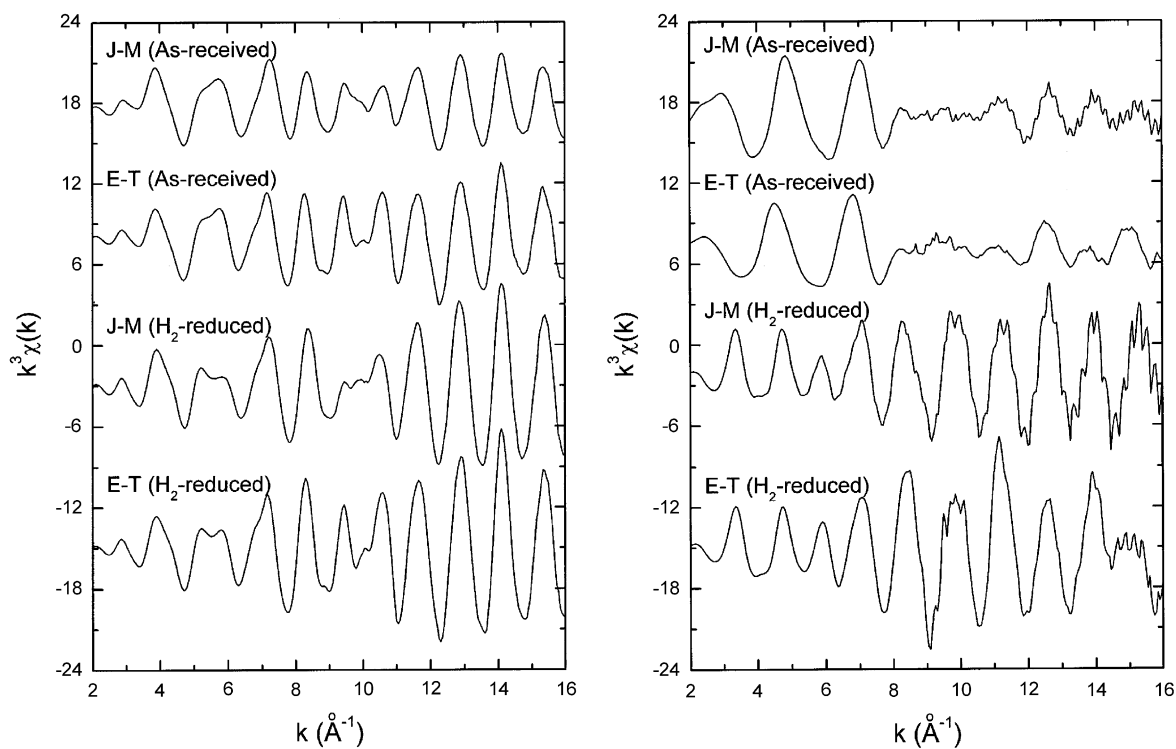 24
18
12
6
0
-6
-12
-18
-24
k³χ(k)
J-M (As-received)
E-T (As-received)
J-M (H₂-reduced)
E-T (H₂-reduced)
2 4 6 8 10 12 14 16
k (Å⁻¹)
24
18
12
6
0
-6
-12
-18
-24
k³χ(k)
J-M (As-received)
E-T (As-received)
J-M (H₂-reduced)
E-T (H₂-reduced)
2 4 6 8 10 12 14 16
k (Å⁻¹)